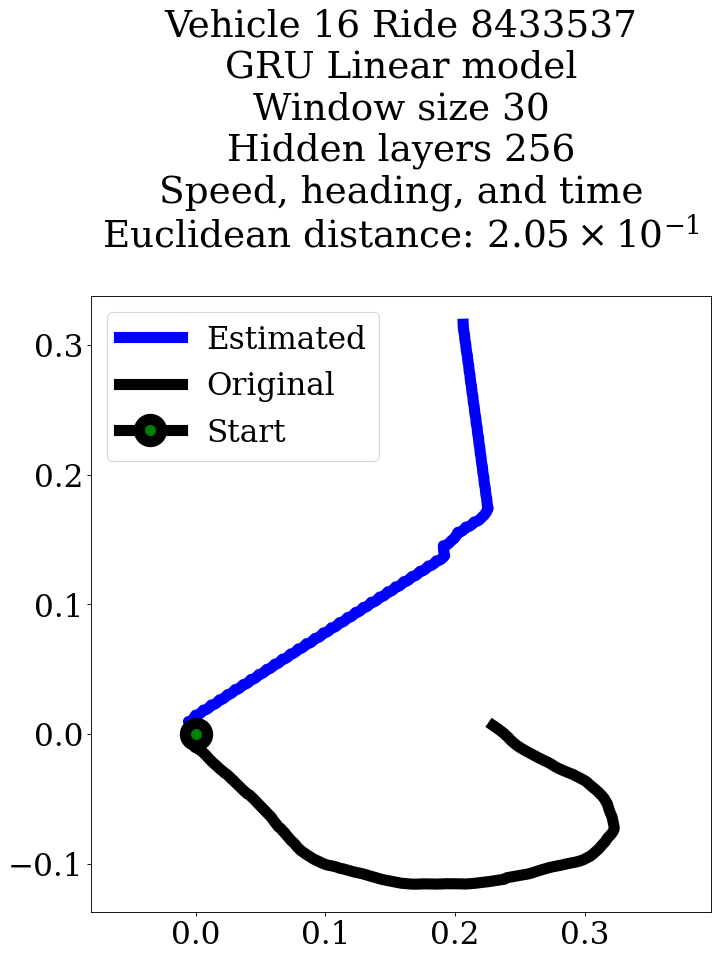 Vehicle 16 Ride 8433537
GRU Linear model
Window size 30
Hidden layers 256
Speed, heading, and time
Euclidean distance: 2.05 × 10⁻¹
Estimated
Original
Start
0.3
0.2
0.1
0.0
−0.1
0.0 0.1 0.2 0.3